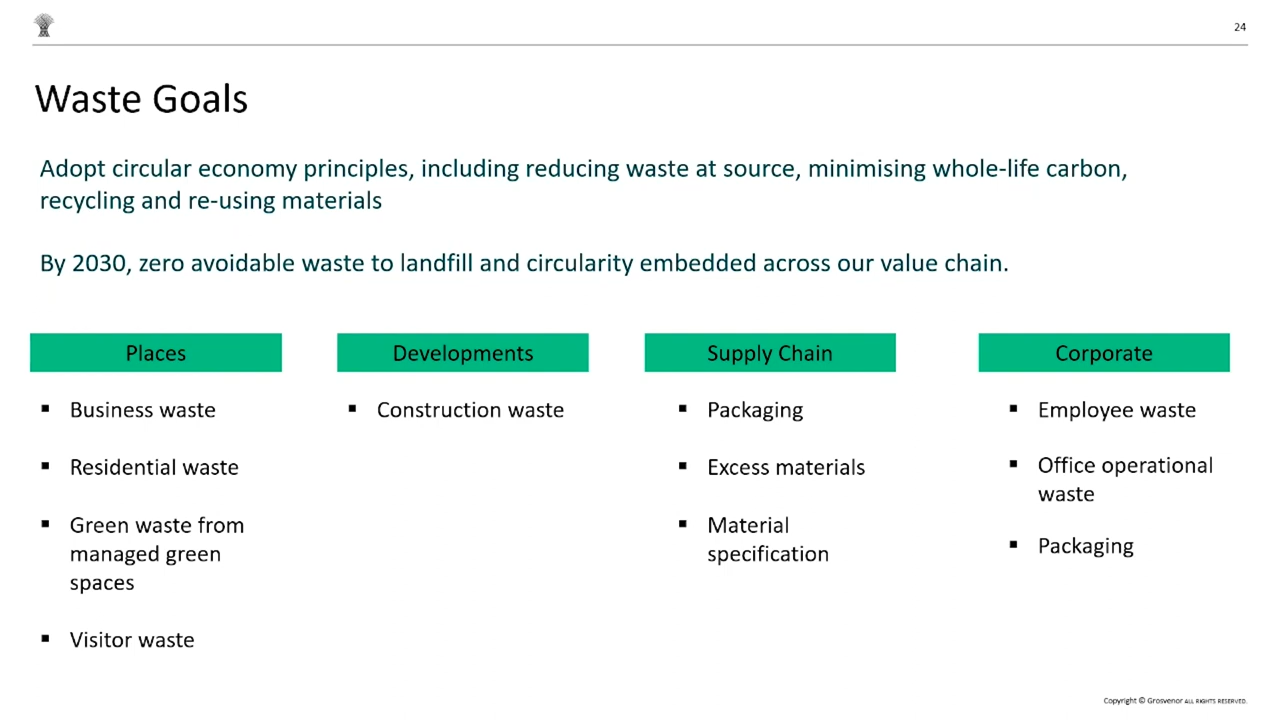 24
Waste Goals
Adopt circular economy principles, including reducing waste at source, minimising whole-life carbon,
recycling and re-using materials
By 2030, zero avoidable waste to landfill and circularity embedded across our value chain.
Places
▪ Business waste
▪ Residential waste
▪ Green waste from
managed green
spaces
▪ Visitor waste
Developments
▪ Construction waste
Supply Chain
▪ Packaging
▪ Excess materials
▪ Material
specification
Corporate
▪ Employee waste
▪ Office operational
waste
▪ Packaging
Copyright © Grosvenor ALL RIGHTS RESERVED.